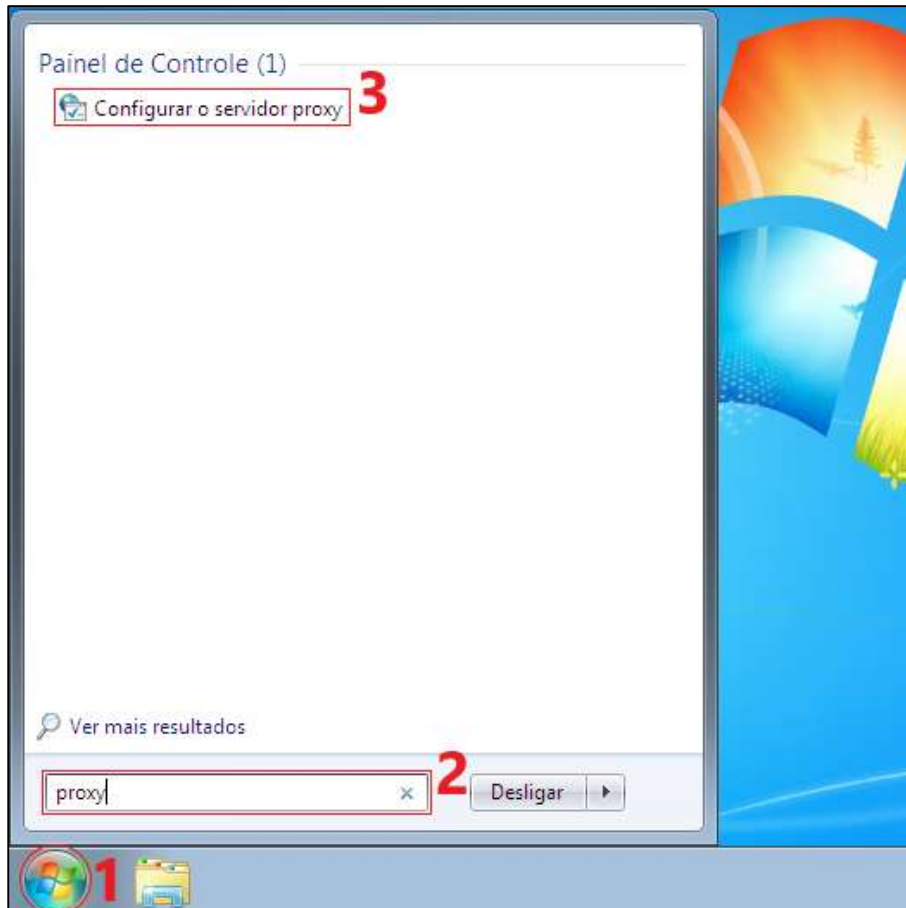 Painel de Controle (1)
Configurar o servidor proxy 3
Ver mais resultados
proxy 2 Desligar
1